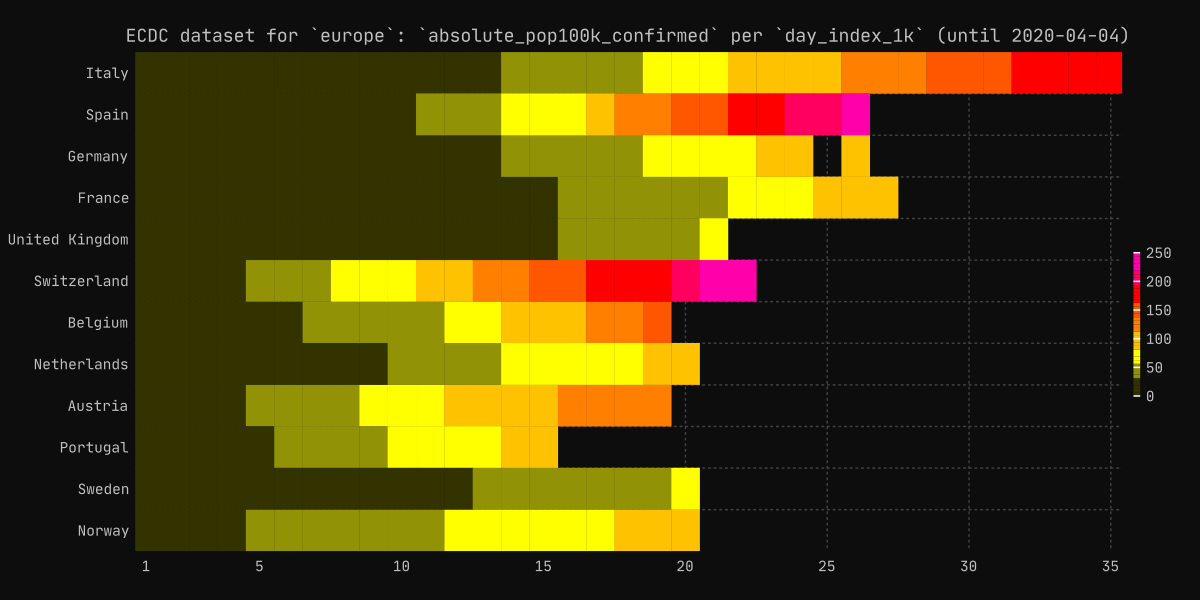 ECDC dataset for `europe`: `absolute_pop100k_confirmed` per `day_index_1k` (until 2020-04-04)
Italy
Spain
Germany
France
United Kingdom
Switzerland
Belgium
Netherlands
Austria
Portugal
Sweden
Norway
1 5 10 15 20 25 30 35
250
200
150
100
50
0